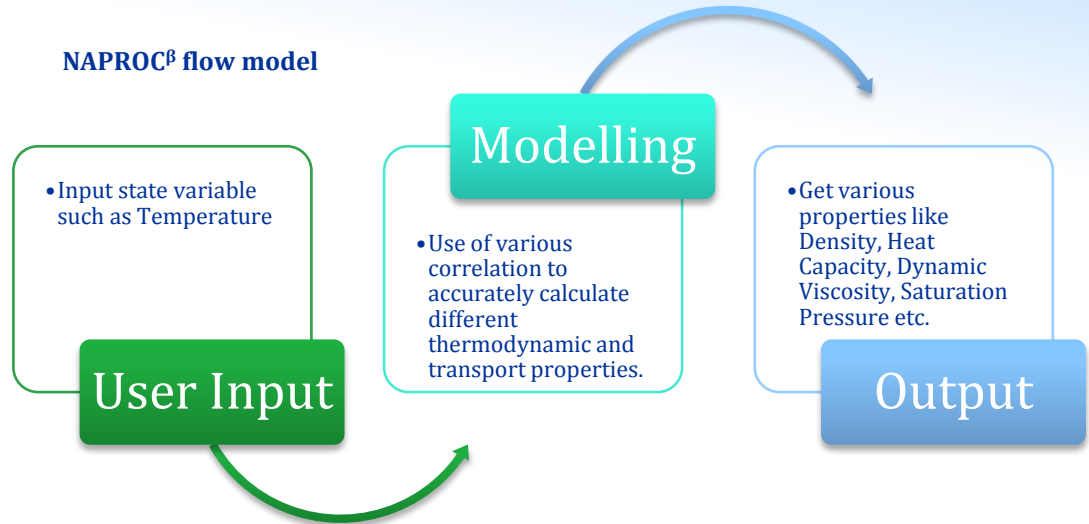 NAPROCᵝ flow model
•Input state variable
such as Temperature
User Input
Modelling
•Use of various
correlation to
accurately calculate
different
thermodynamic and
transport properties.
•Get various
properties like
Density, Heat
Capacity, Dynamic
Viscosity, Saturation
Pressure etc.
Output